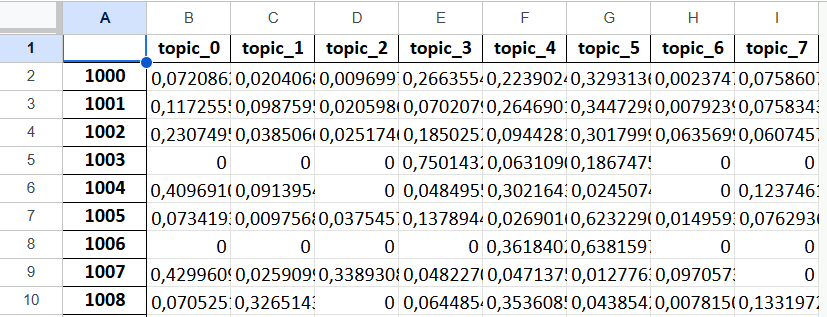 A B C D E F G H I
1 topic_0 topic_1 topic_2 topic_3 topic_4 topic_5 topic_6 topic_7
2 1000 0,072086 0,020406 0,009699 0,266355 0,223902 0,329313 0,002374 0,075860
3 1001 0,117255 0,098759 0,020598 0,070207 0,264690 0,344729 0,007923 0,075834
4 1002 0,230749 0,038506 0,025174 0,185025 0,094428 0,301799 0,063569 0,060745
5 1003 0 0 0 0,750143 0,063109 0,186747 0 0
6 1004 0,409691 0,091395 0 0,048495 0,302164 0,024507 0 0,123746
7 1005 0,073419 0,009756 0,037545 0,137894 0,026901 0,623229 0,014959 0,076293
8 1006 0 0 0 0 0,361840 0,638159 0 0
9 1007 0,429960 0,025909 0,338930 0,048227 0,047137 0,012776 0,097057 0
10 1008 0,070525 0,326514 0 0,064485 0,353608 0,043854 0,007815 0,133197